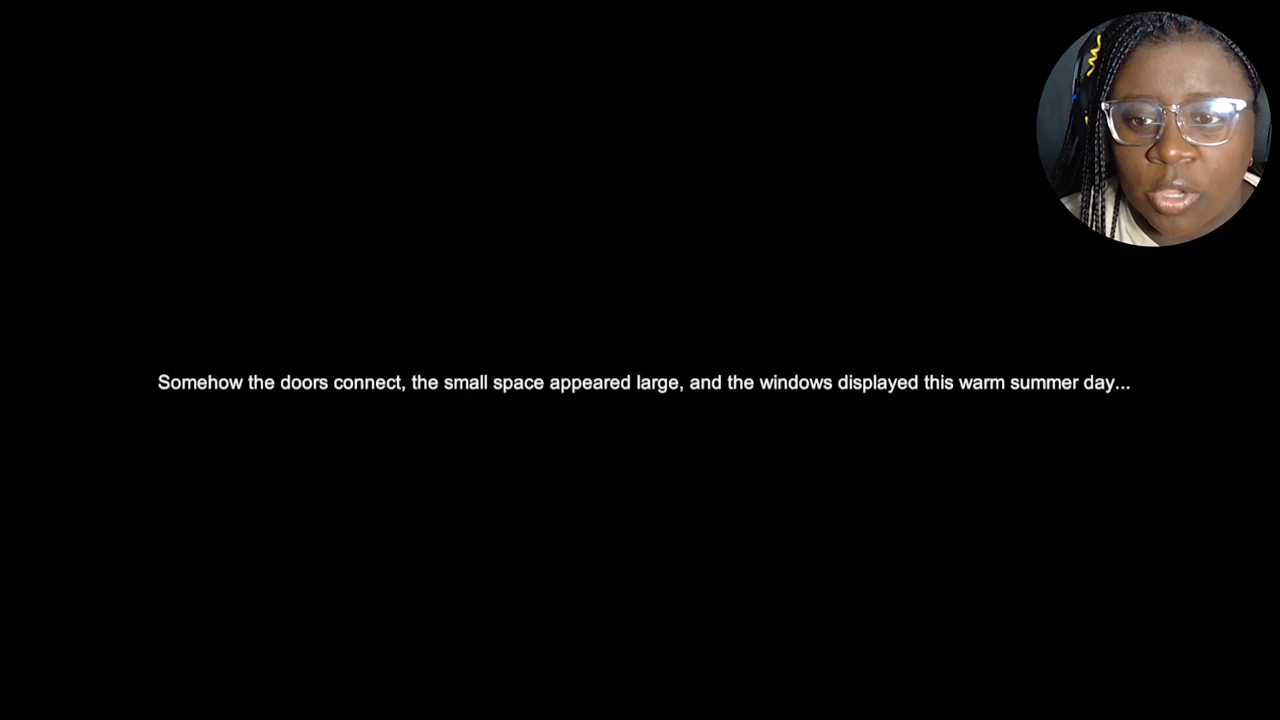 Somehow the doors connect, the small space appeared large, and the windows displayed this warm summer day...